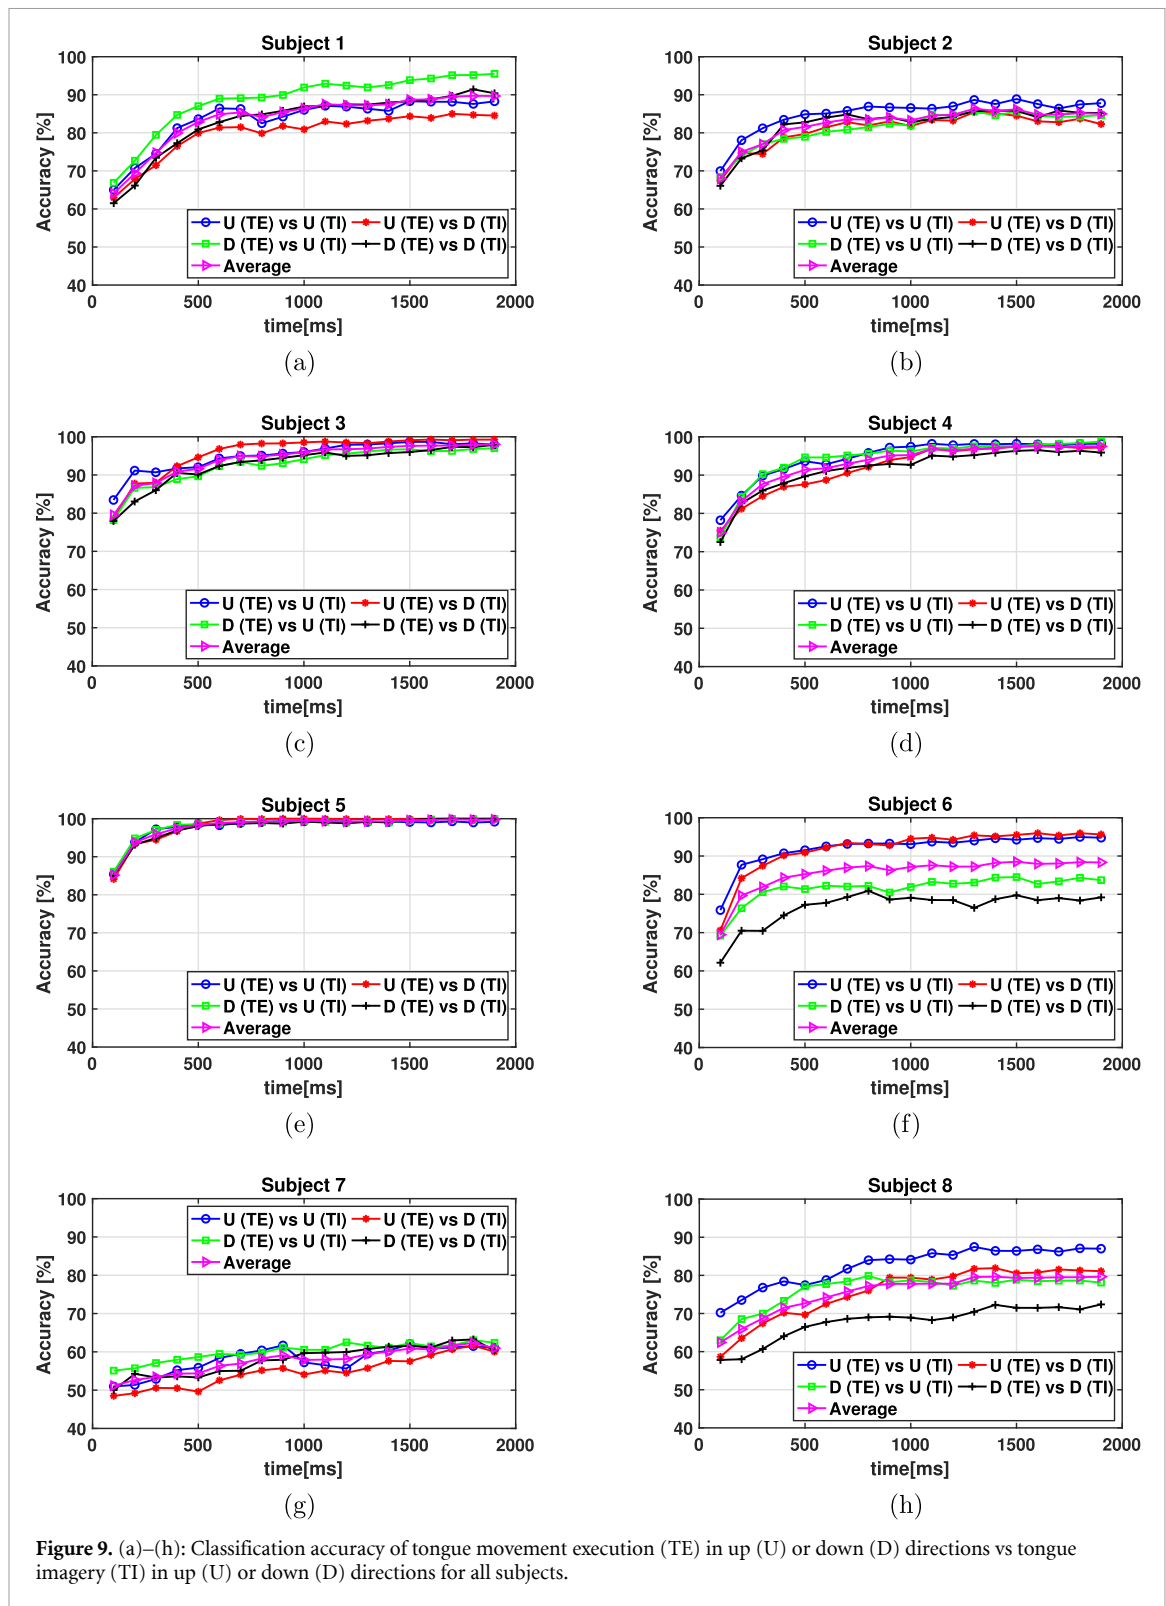 Subject 1
Accuracy [%]
100
90
80
70
60
50
40
U (TE) vs U (TI) U (TE) vs D (TI)
D (TE) vs U (TI) D (TE) vs D (TI)
Average
0 500 1000 1500 2000
time[ms]
(a)
Subject 2
Accuracy [%]
100
90
80
70
60
50
40
U (TE) vs U (TI) U (TE) vs D (TI)
D (TE) vs U (TI) D (TE) vs D (TI)
Average
0 500 1000 1500 2000
time[ms]
(b)
Subject 3
Accuracy [%]
100
90
80
70
60
50
40
U (TE) vs U (TI) U (TE) vs D (TI)
D (TE) vs U (TI) D (TE) vs D (TI)
Average
0 500 1000 1500 2000
time[ms]
(c)
Subject 4
Accuracy [%]
100
90
80
70
60
50
40
U (TE) vs U (TI) U (TE) vs D (TI)
D (TE) vs U (TI) D (TE) vs D (TI)
Average
0 500 1000 1500 2000
time[ms]
(d)
Subject 5
Accuracy [%]
100
90
80
70
60
50
40
U (TE) vs U (TI) U (TE) vs D (TI)
D (TE) vs U (TI) D (TE) vs D (TI)
Average
0 500 1000 1500 2000
time[ms]
(e)
Subject 6
Accuracy [%]
100
90
80
70
60
50
40
U (TE) vs U (TI) U (TE) vs D (TI)
D (TE) vs U (TI) D (TE) vs D (TI)
Average
0 500 1000 1500 2000
time[ms]
(f)
Subject 7
Accuracy [%]
100
90
80
70
60
50
40
U (TE) vs U (TI) U (TE) vs D (TI)
D (TE) vs U (TI) D (TE) vs D (TI)
Average
0 500 1000 1500 2000
time[ms]
(g)
Subject 8
Accuracy [%]
100
90
80
70
60
50
40
U (TE) vs U (TI) U (TE) vs D (TI)
D (TE) vs U (TI) D (TE) vs D (TI)
Average
0 500 1000 1500 2000
time[ms]
(h)
Figure 9. (a)–(h): Classification accuracy of tongue movement execution (TE) in up (U) or down (D) directions vs tongue
imagery (TI) in up (U) or down (D) directions for all subjects.